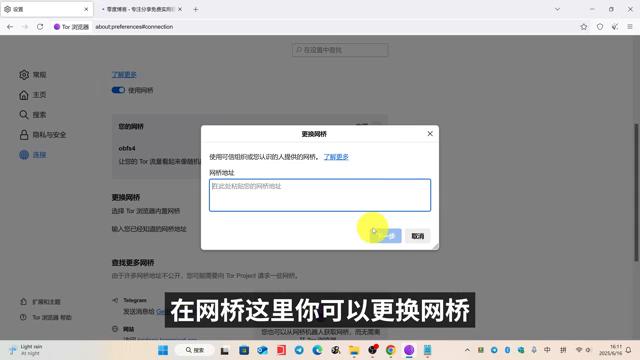 设置
零度博客 - 专注分享免费实用
Tor 浏览器
about:preferences#connection
在设置中查找
常规
主页
搜索
隐私与安全
连接
扩展和主题
Tor 浏览器帮助
了解更多
使用网桥
您的网桥
obfs4
让您的 Tor 流量看起来像随机
更换网桥
选择 Tor 浏览器内置网桥
输入您已经知道的网桥地址
查找更多网桥
由于许多网桥地址不公开，您可能需要向 Tor Project 请求一些网桥。
Telegram
发送消息给
网站
更换网桥
使用可信组织或您认识的人提供的网桥。 了解更多
网桥地址
在此处粘贴您的网桥地址
下一步
取消
您也可以从网桥机器人获取网桥，而无需离
在网桥这里你可以更换网桥
Light rain
At night
搜索
中
拼
16:11
2025/6/16